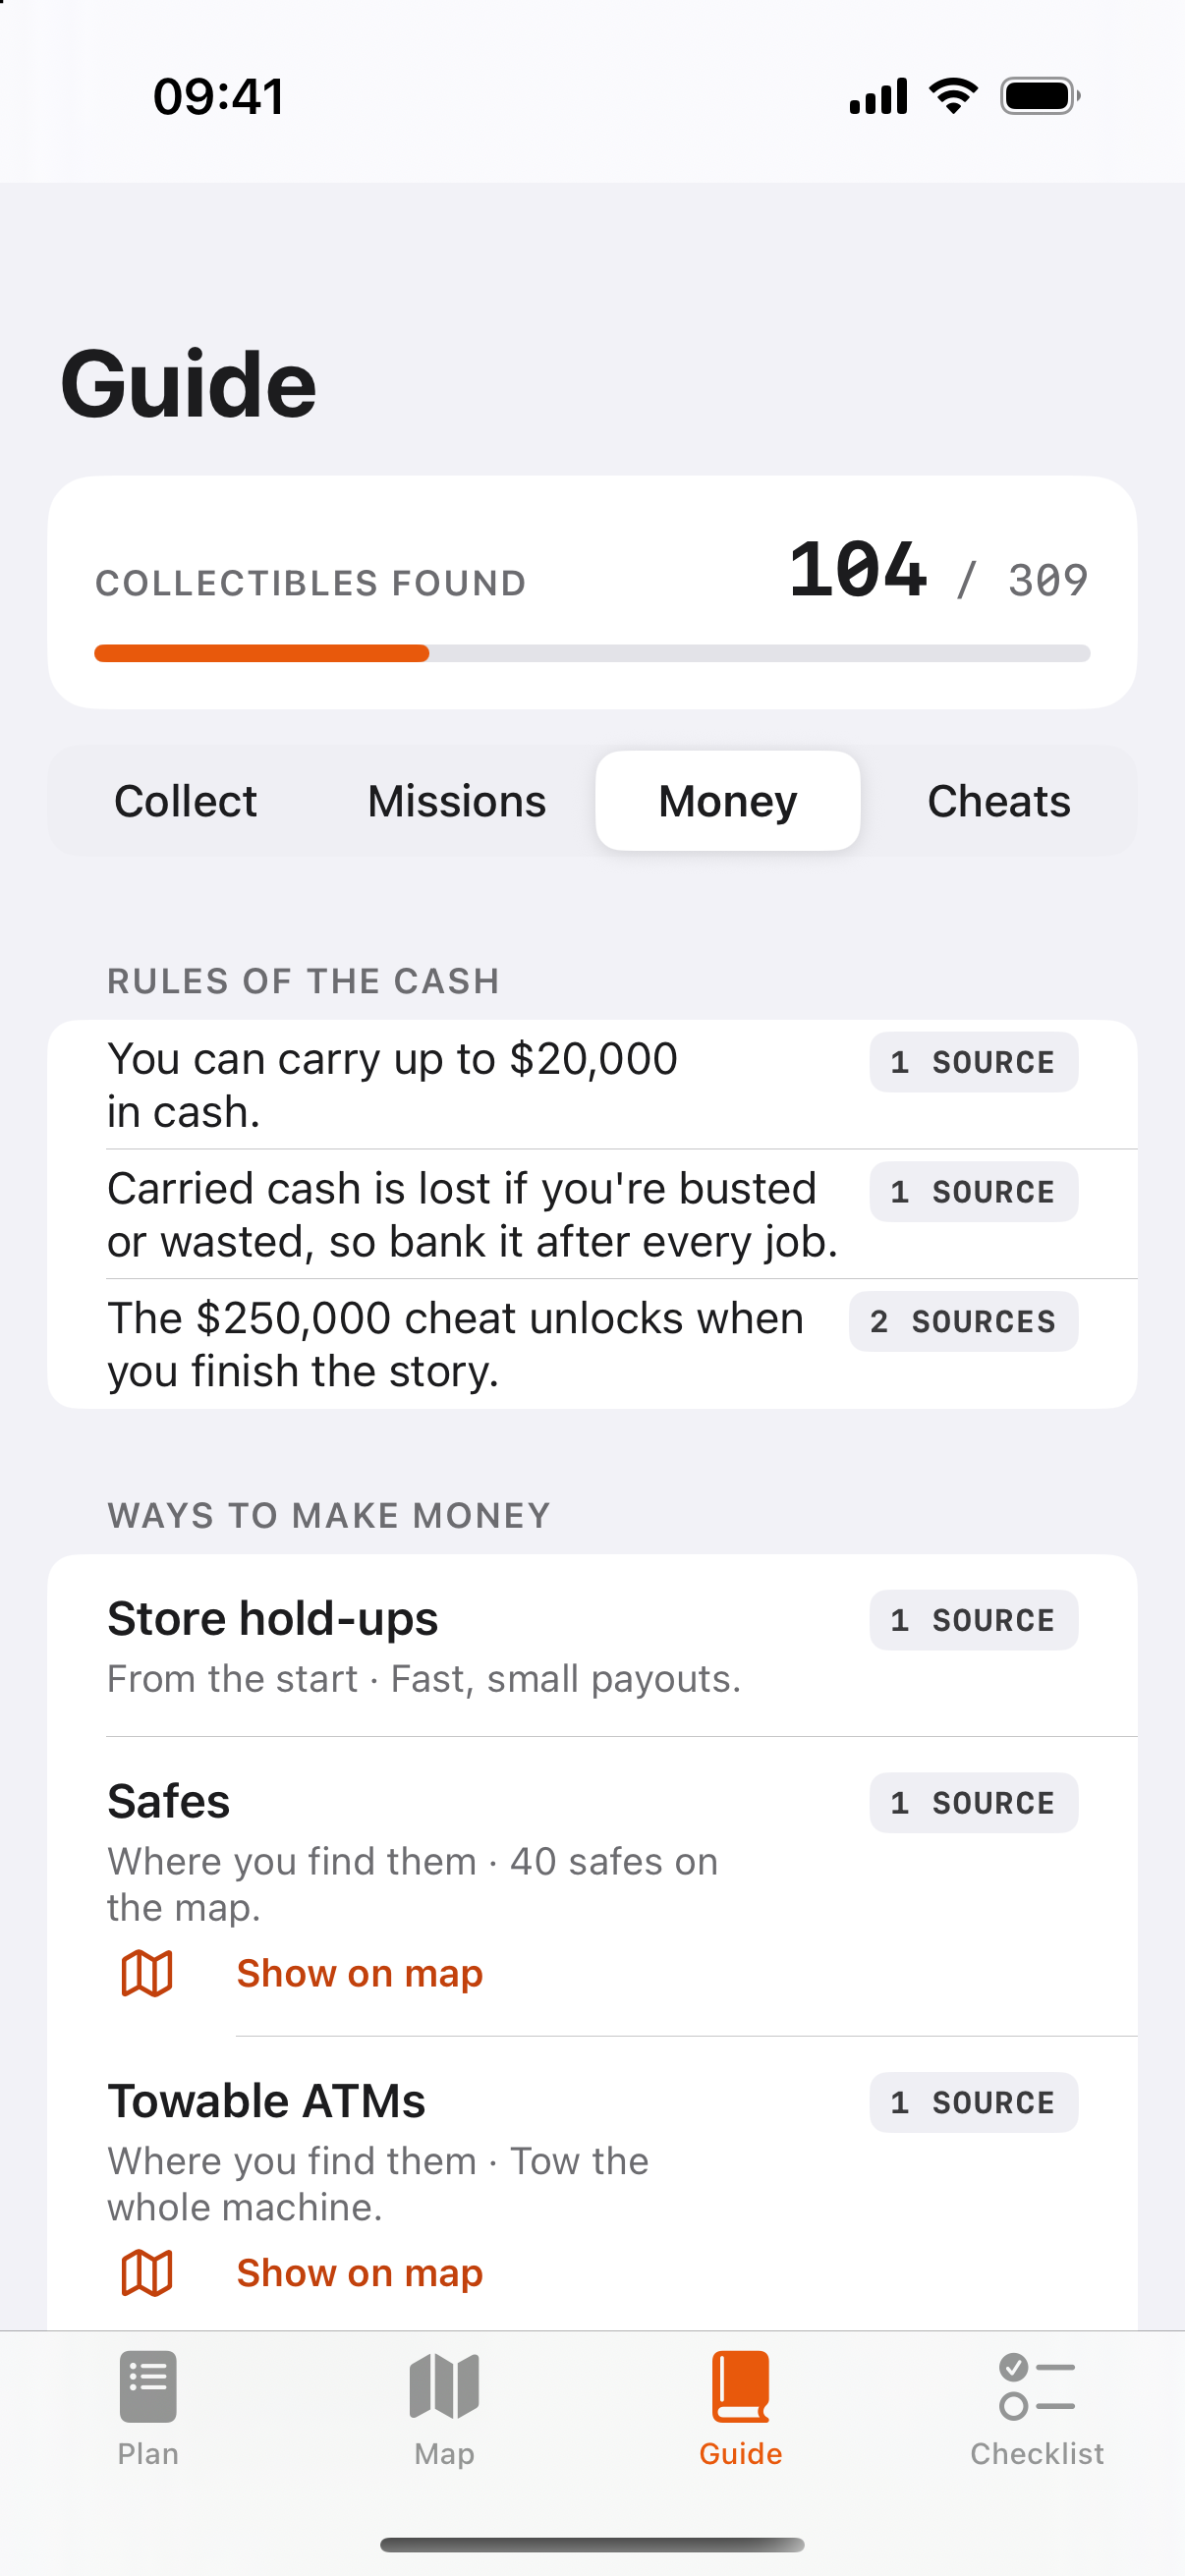 09:41
Guide
COLLECTIBLES FOUND 104 / 309
Collect Missions Money Cheats
RULES OF THE CASH
You can carry up to $20,000 1 SOURCE
in cash.
Carried cash is lost if you're busted 1 SOURCE
or wasted, so bank it after every job.
The $250,000 cheat unlocks when 2 SOURCES
you finish the story.
WAYS TO MAKE MONEY
Store hold-ups 1 SOURCE
From the start · Fast, small payouts.
Safes 1 SOURCE
Where you find them · 40 safes on
the map.
Show on map
Towable ATMs 1 SOURCE
Where you find them · Tow the
whole machine.
Show on map
Plan Map Guide Checklist